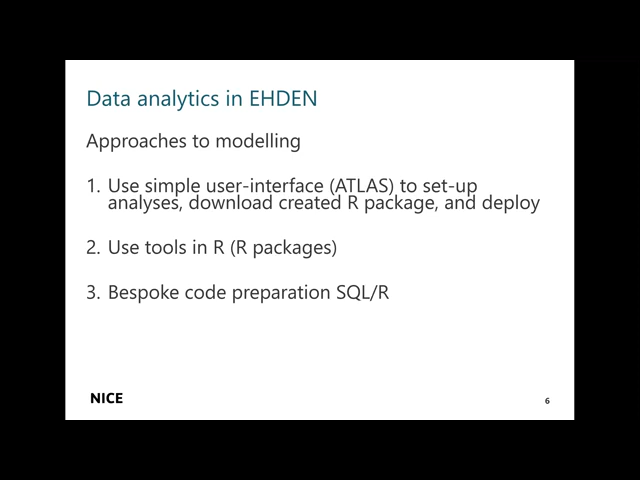 Data analytics in EHDEN
Approaches to modelling
1. Use simple user-interface (ATLAS) to set-up
analyses, download created R package, and deploy
2. Use tools in R (R packages)
3. Bespoke code preparation SQL/R
NICE
6